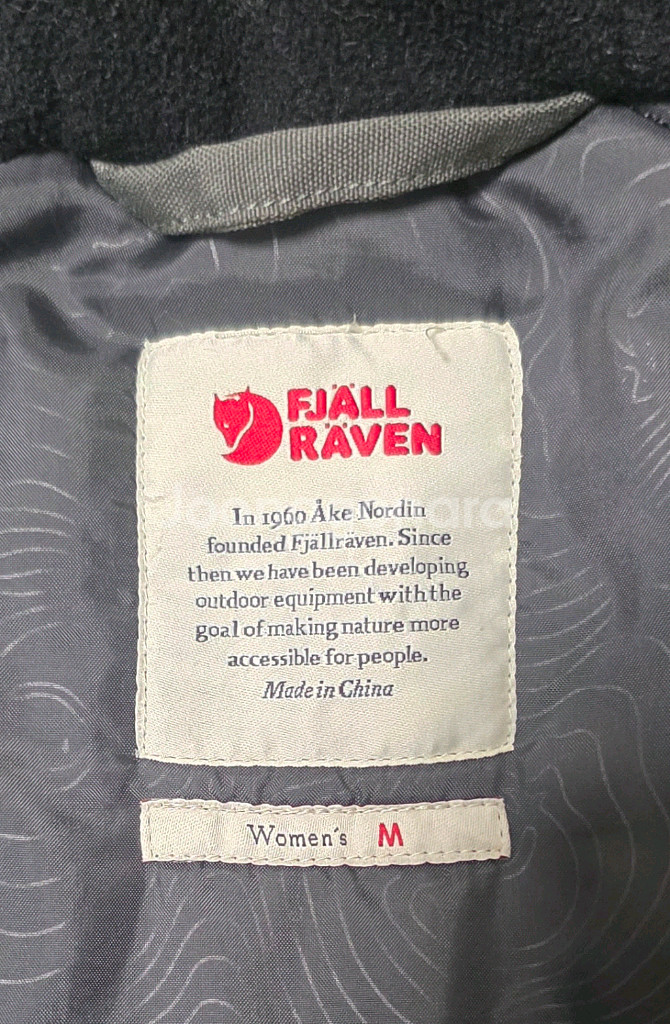 FJÄLL
RÄVEN
In 1960 Åke Nordin
founded Fjällräven. Since
then we have been developing
outdoor equipment with the
goal of making nature more
accessible for people.
Made in China
Women's M